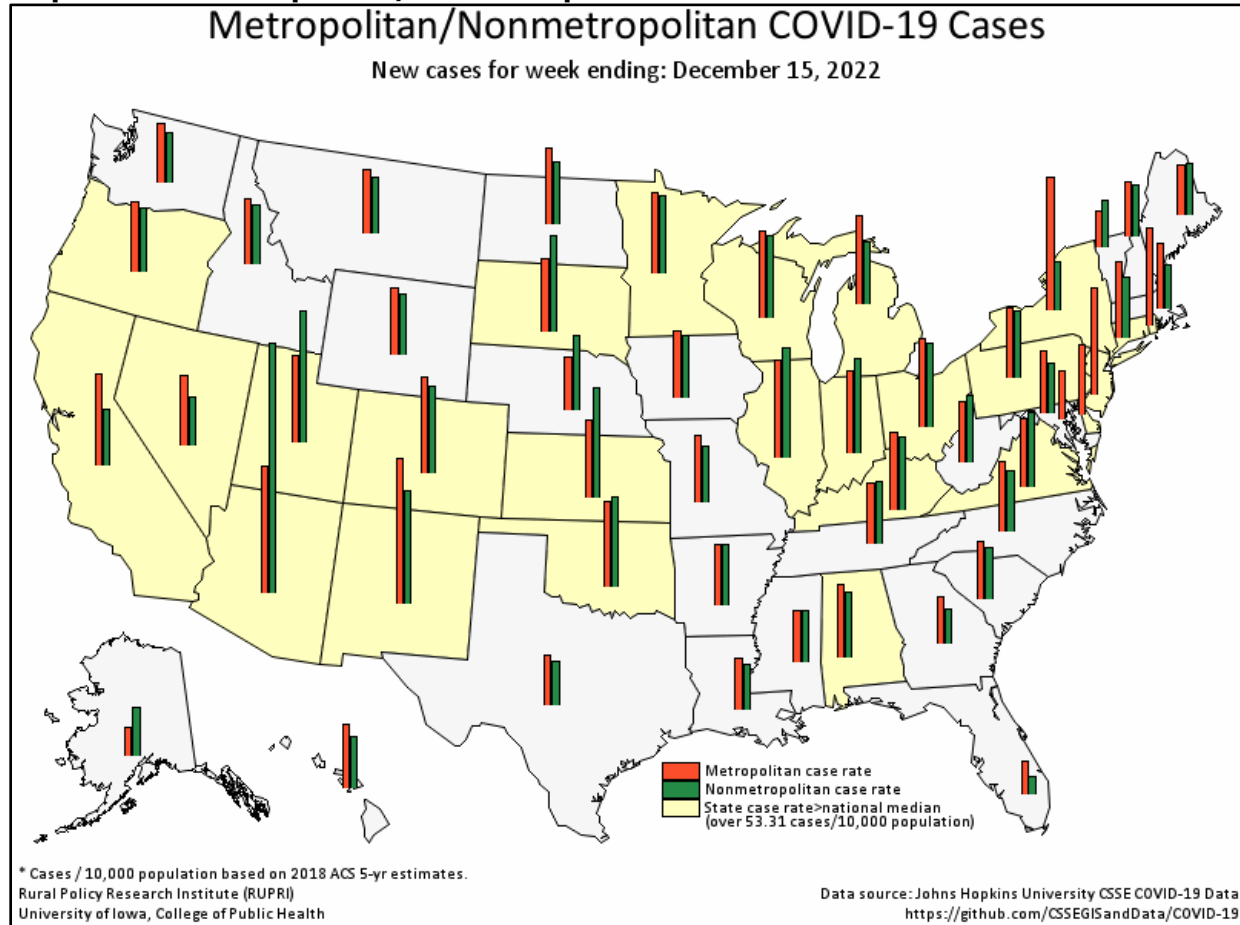 Metropolitan/Nonmetropolitan COVID-19 Cases
New cases for week ending: December 15, 2022
Metropolitan case rate
Nonmetropolitan case rate
State case rate>national median
(over 53.31 cases/10,000 population)
* Cases / 10,000 population based on 2018 ACS 5-yr estimates.
Rural Policy Research Institute (RUPRI)
University of Iowa, College of Public Health
Data source: Johns Hopkins University CSSE COVID-19 Data
https://github.com/CSSEGISandData/COVID-19